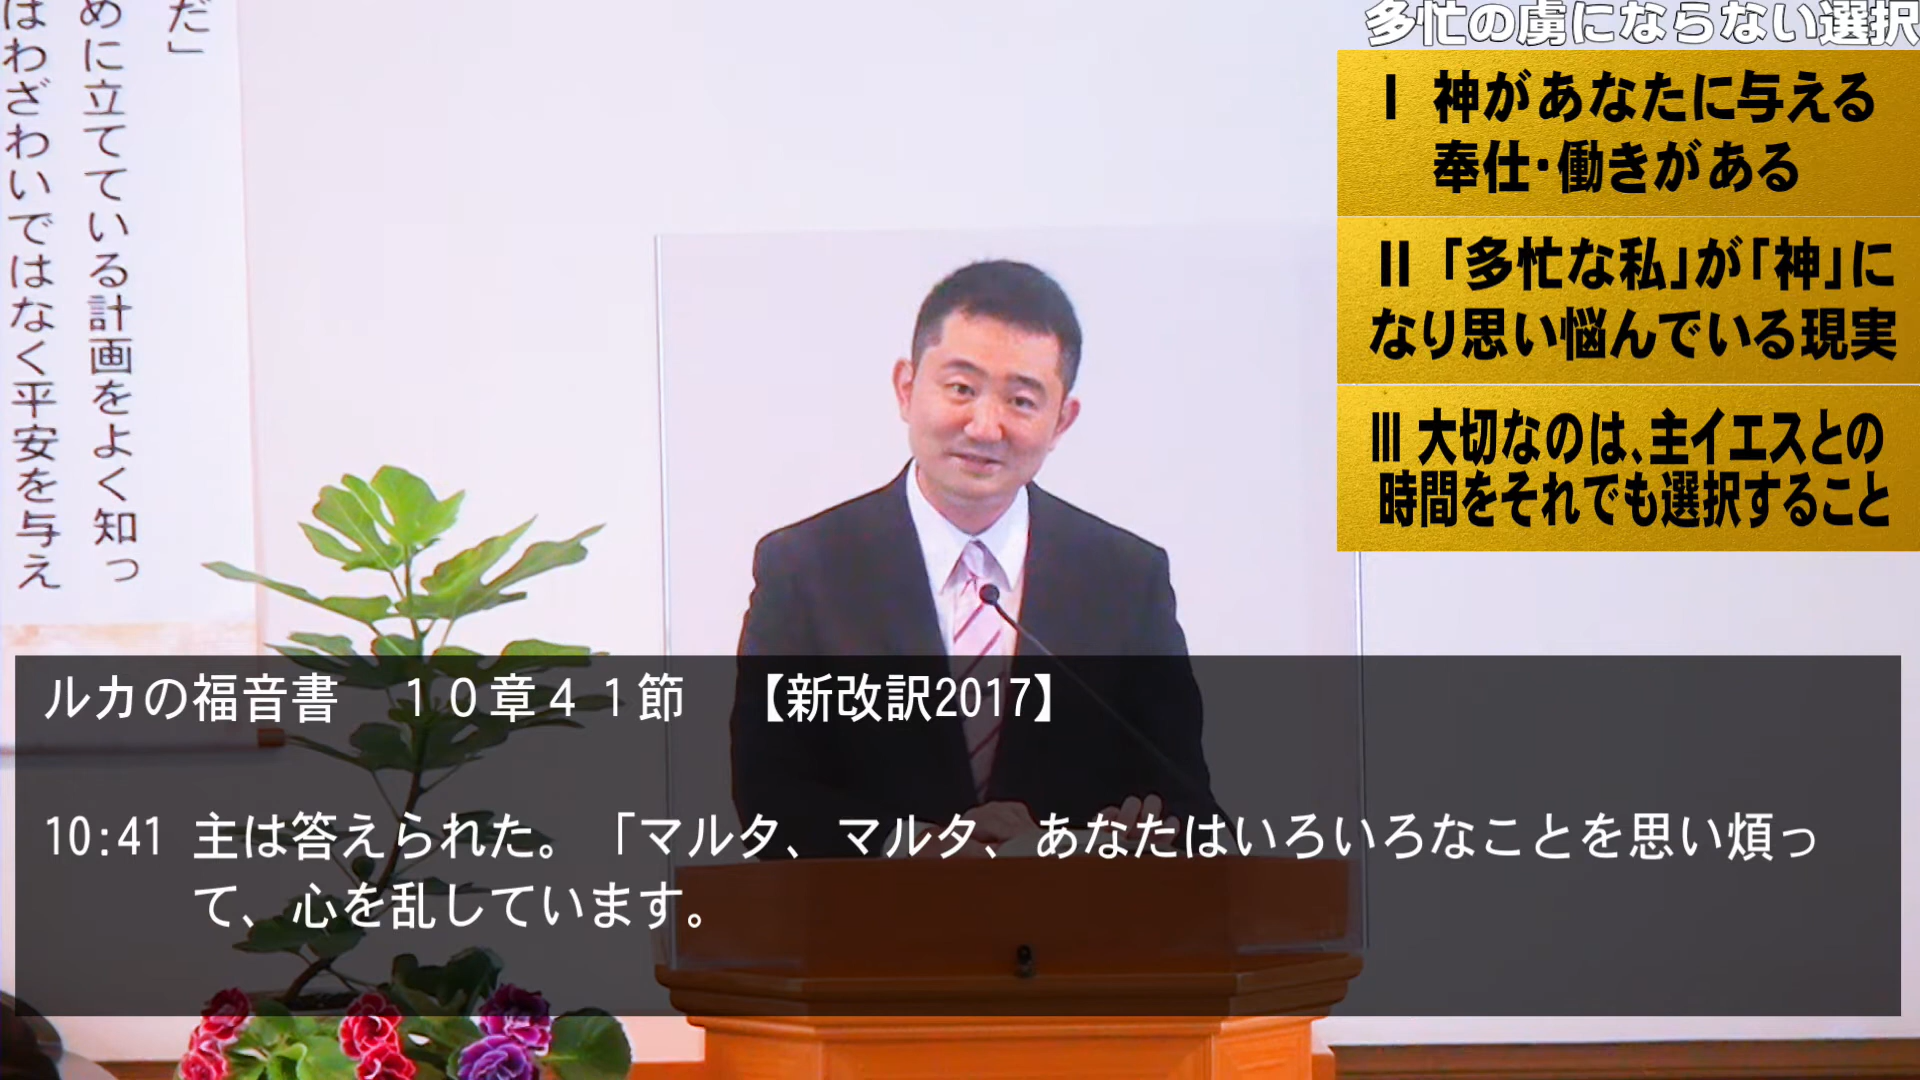 多忙の虜にならない選択
Ⅰ 神があなたに与える
奉仕・働きがある
Ⅱ 「多忙な私」が「神」に
なり思い悩んでいる現実
Ⅲ 大切なのは、主イエスとの
時間をそれでも選択すること
だ」
めに立てている計画をよく知っ
はわざわいではなく平安を与え
ルカの福音書　１０章４１節　【新改訳2017】
10:41 主は答えられた。「マルタ、マルタ、あなたはいろいろなことを思い煩っ
て、心を乱しています。